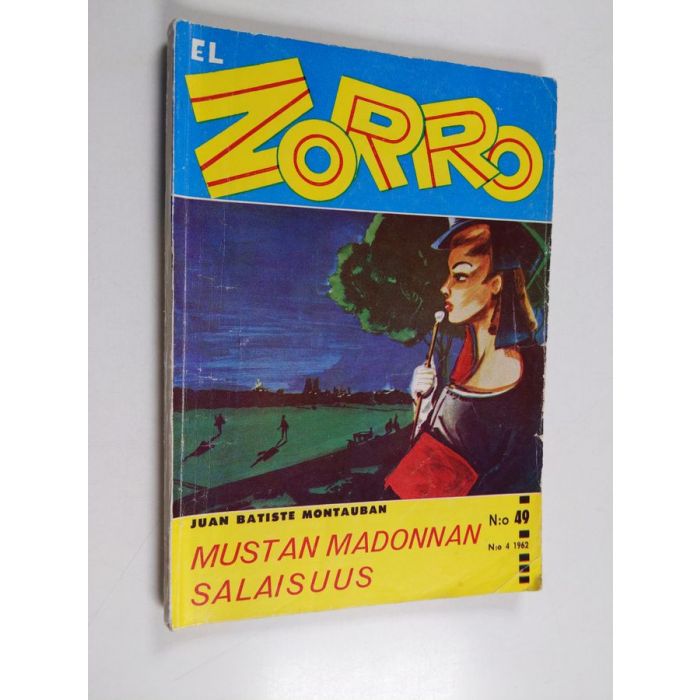 EL
ZORRO
JUAN BATISTE MONTAUBAN
N:o 49
MUSTAN MADONNAN
N:o 4 1962
SALAISUUS